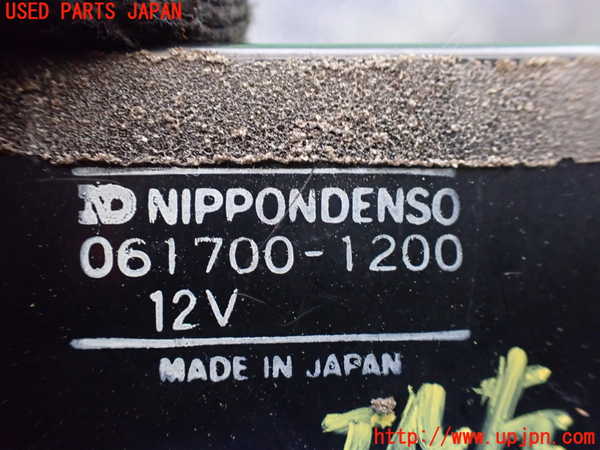 USED PARTS JAPAN
ND NIPPONDENSO
061700-1200
12V
MADE IN JAPAN
http://www.upjpn.com